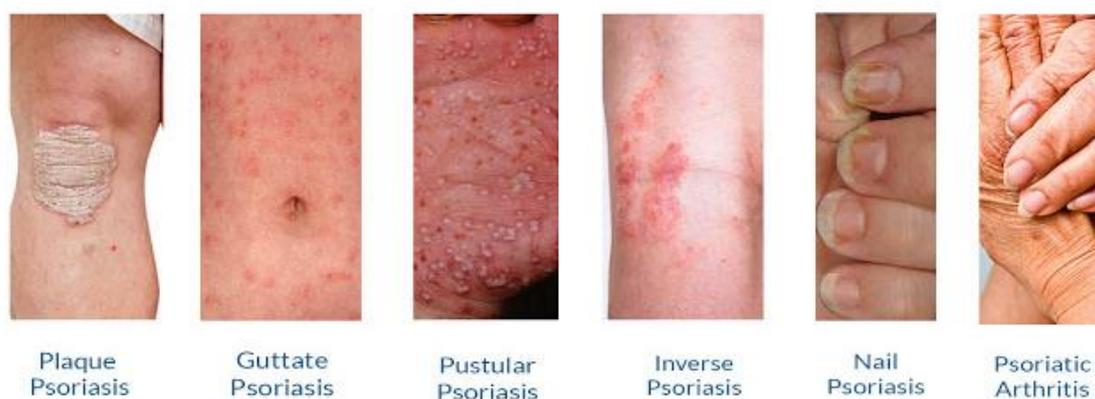 Plaque
Psoriasis
Guttate
Psoriasis
Pustular
Psoriasis
Inverse
Psoriasis
Nail
Psoriasis
Psoriatic
Arthritis